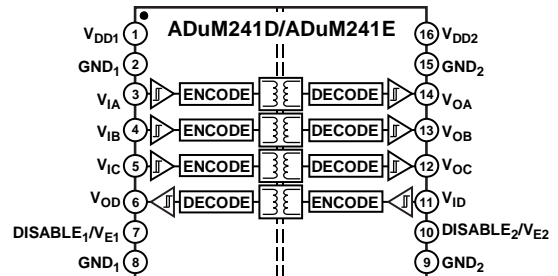 ADuM241D/ADuM241E
VDD1 1 16 VDD2
GND1 2 15 GND2
VIA 3 ENCODE DECODE 14 VOA
VIB 4 ENCODE DECODE 13 VOB
VIC 5 ENCODE DECODE 12 VOC
VOD 6 DECODE ENCODE 11 VID
DISABLE1/VE1 7 10 DISABLE2/VE2
GND1 8 9 GND2